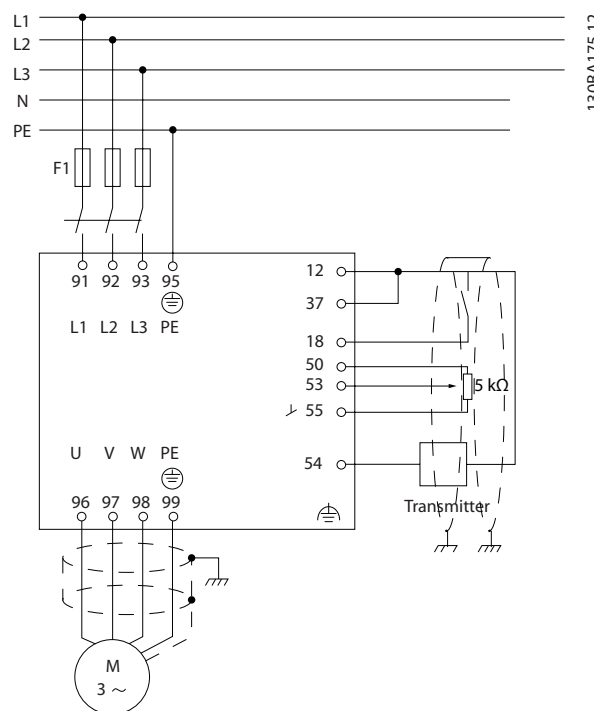 L1
L2
L3
N
PE
130BA175.12
F1
91 92 93 95
L1 L2 L3 PE
12
37
18
50
53
5 kΩ
55
54
Transmitter
U V W PE
96 97 98 99
M
3 ~